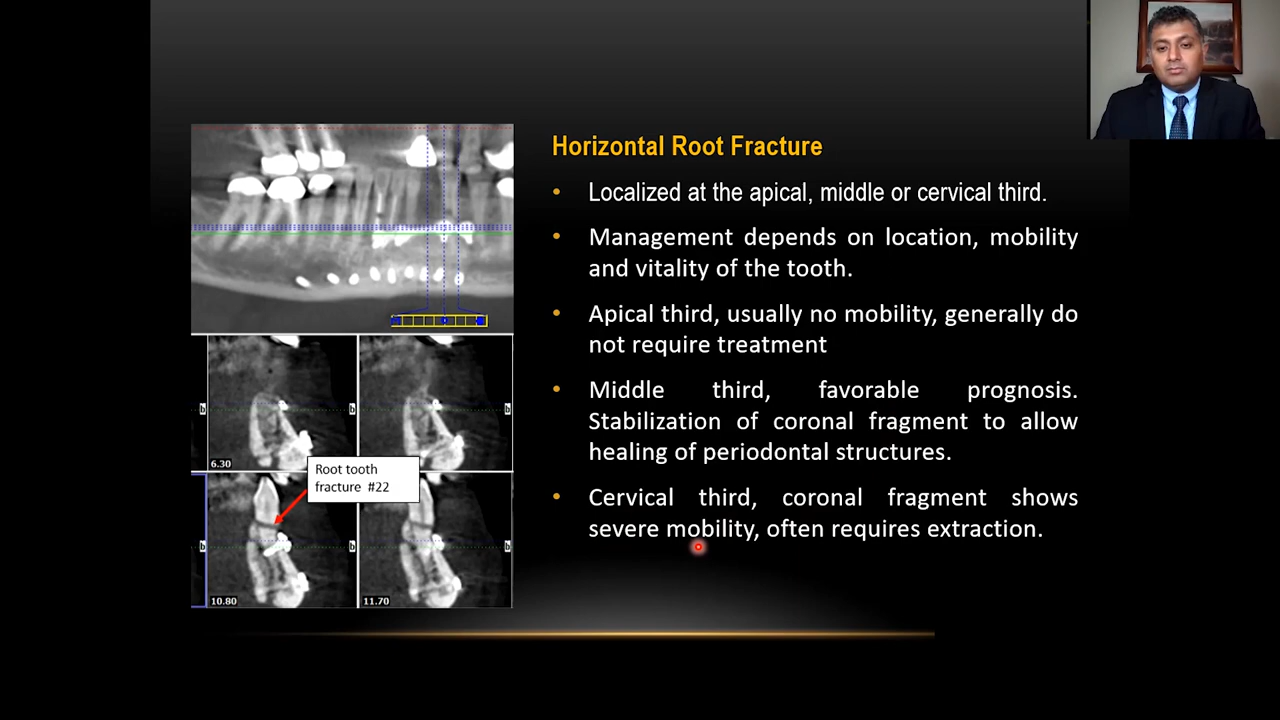 Horizontal Root Fracture
• Localized at the apical, middle or cervical third.
• Management depends on location, mobility
and vitality of the tooth.
• Apical third, usually no mobility, generally do
not require treatment
• Middle third, favorable prognosis.
Stabilization of coronal fragment to allow
healing of periodontal structures.
• Cervical third, coronal fragment shows
severe mobility, often requires extraction.
b
b
b
6.30
Root tooth
fracture #22
b
b
b
10.80
11.70